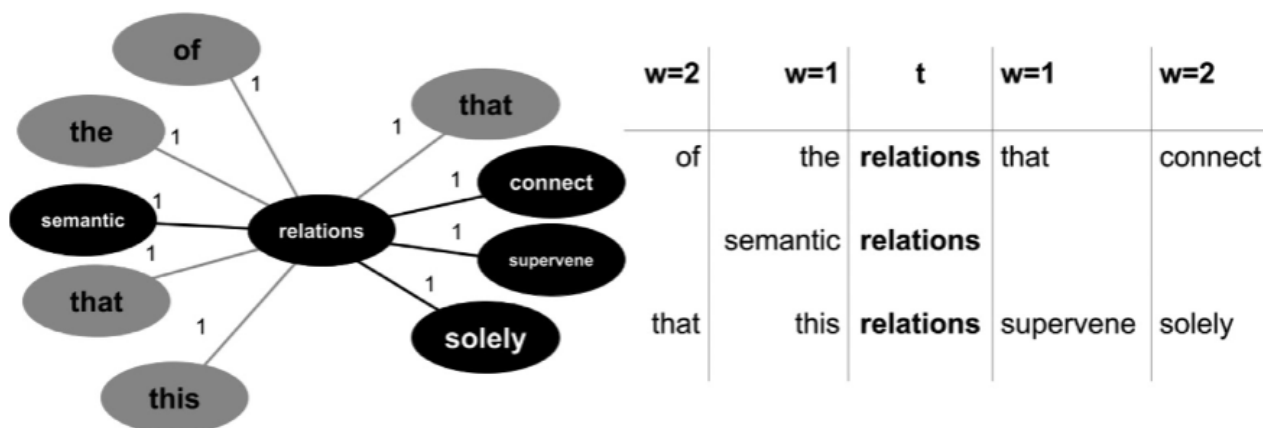 of
1
that
1
the
1
connect
1
semantic
1
relations
1
supervene
1
that
1
solely
1
this
w=2 w=1 t w=1 w=2
of the relations that connect
semantic relations
that this relations supervene solely